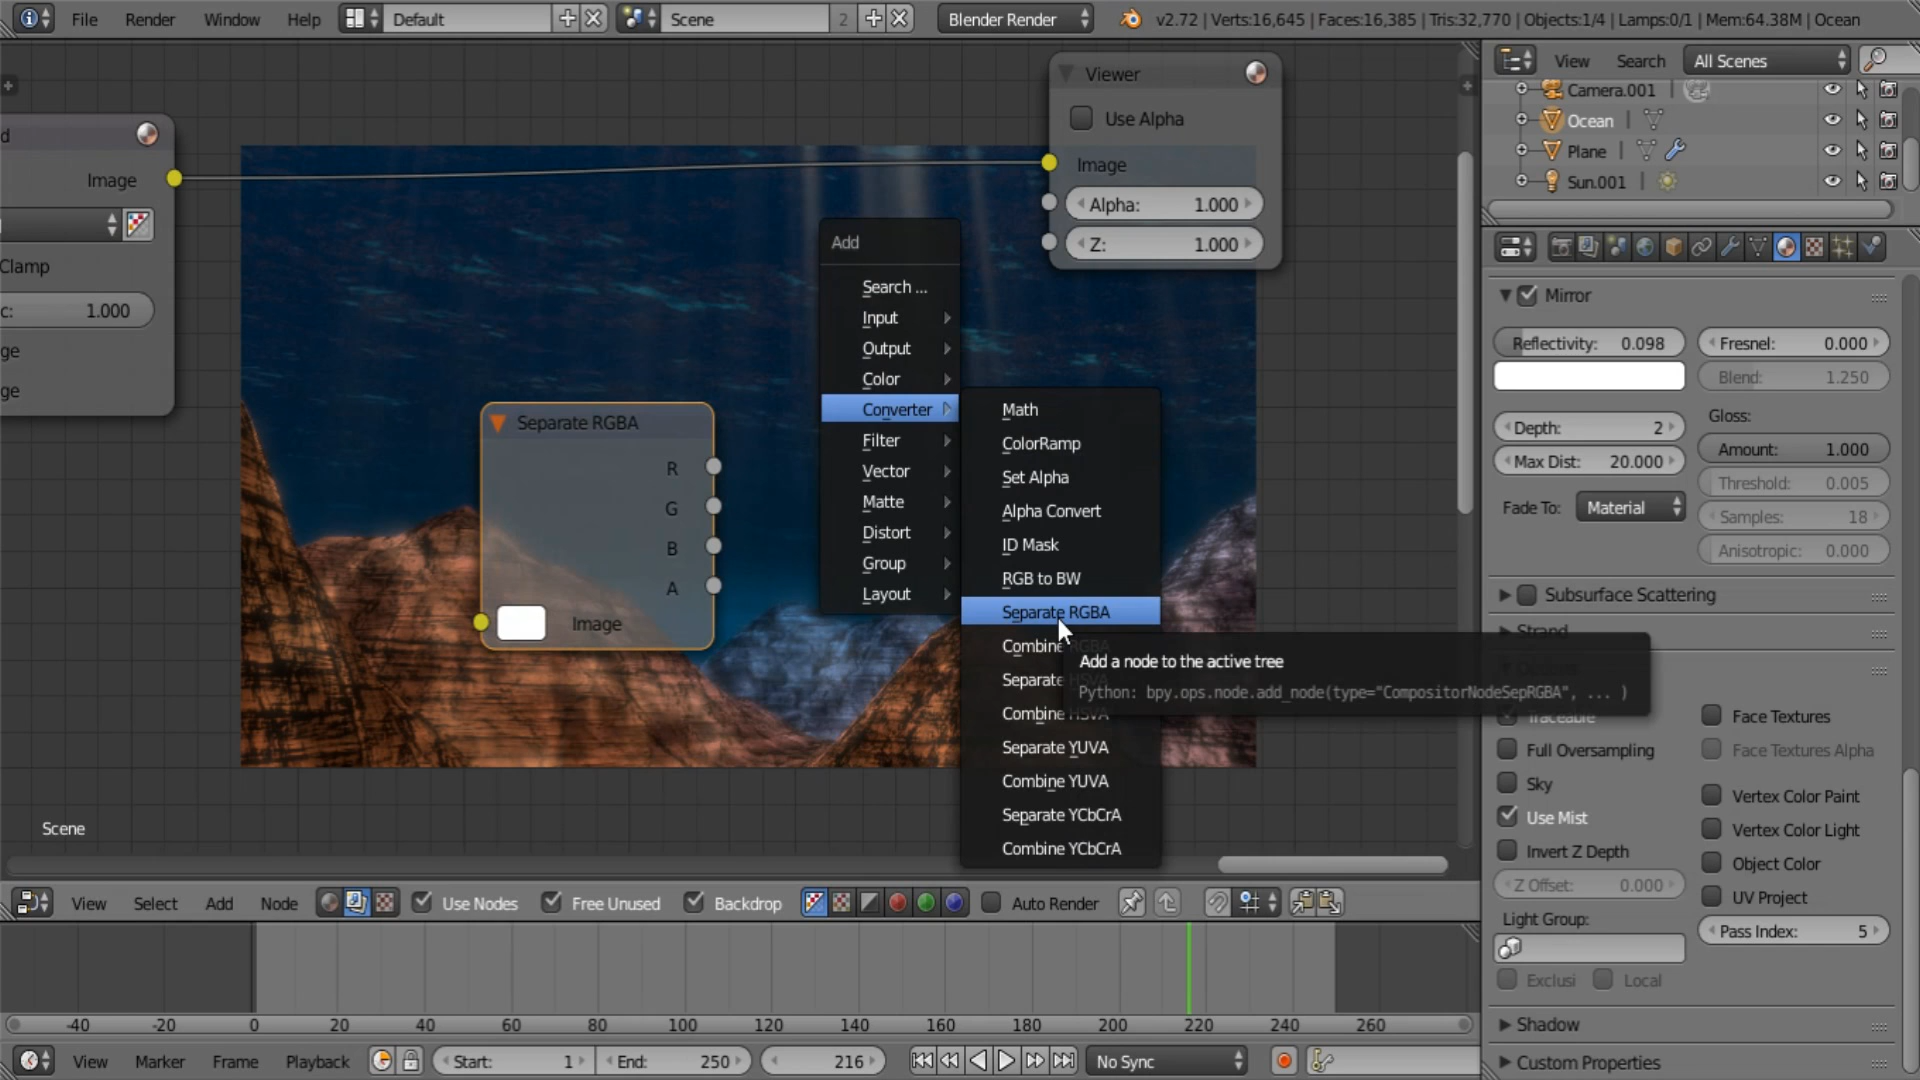 File Render Window Help Default Scene 2 Blender Render v2.72 | Verts:16,645 | Faces:16,385 | Tris:32,770 | Objects:1/4 | Lamps:0/1 | Mem:64.38M | Ocean
View Search All Scenes
Camera.001
Ocean
Plane
Sun.001
d
Image
Clamp
c: 1.000
ge
ge
Viewer
Use Alpha
Image
Alpha: 1.000
Z: 1.000
Separate RGBA
R
G
B
A
Image
Add
Search ...
Input
Output
Color
Converter
Filter
Vector
Matte
Distort
Group
Layout
Math
ColorRamp
Set Alpha
Alpha Convert
ID Mask
RGB to BW
Separate RGBA
Combine RGBA
Separate HSVA
Combine HSVA
Separate YUVA
Combine YUVA
Separate YCbCrA
Combine YCbCrA
Add a node to the active tree
Python: bpy.ops.node.add_node(type="CompositorNodeSepRGBA", ... )
Mirror
Reflectivity: 0.098 Fresnel: 0.000
Blend: 1.250
Depth: 2 Gloss:
Max Dist: 20.000 Amount: 1.000
Threshold: 0.005
Fade To: Material Samples: 18
Anisotropic: 0.000
Subsurface Scattering
Strand
Traceable Face Textures
Full Oversampling Face Textures Alpha
Sky
Use Mist Vertex Color Paint
Invert Z Depth Vertex Color Light
Z Offset: 0.000 Object Color
Light Group: UV Project
Pass Index: 5
Exclusi Local
Shadow
Custom Properties
Scene
View Select Add Node Use Nodes Free Unused Backdrop Auto Render
-40 -20 0 20 40 60 80 100 120 140 160 180 200 220 240 260
View Marker Frame Playback Start: 1 End: 250 216 No Sync